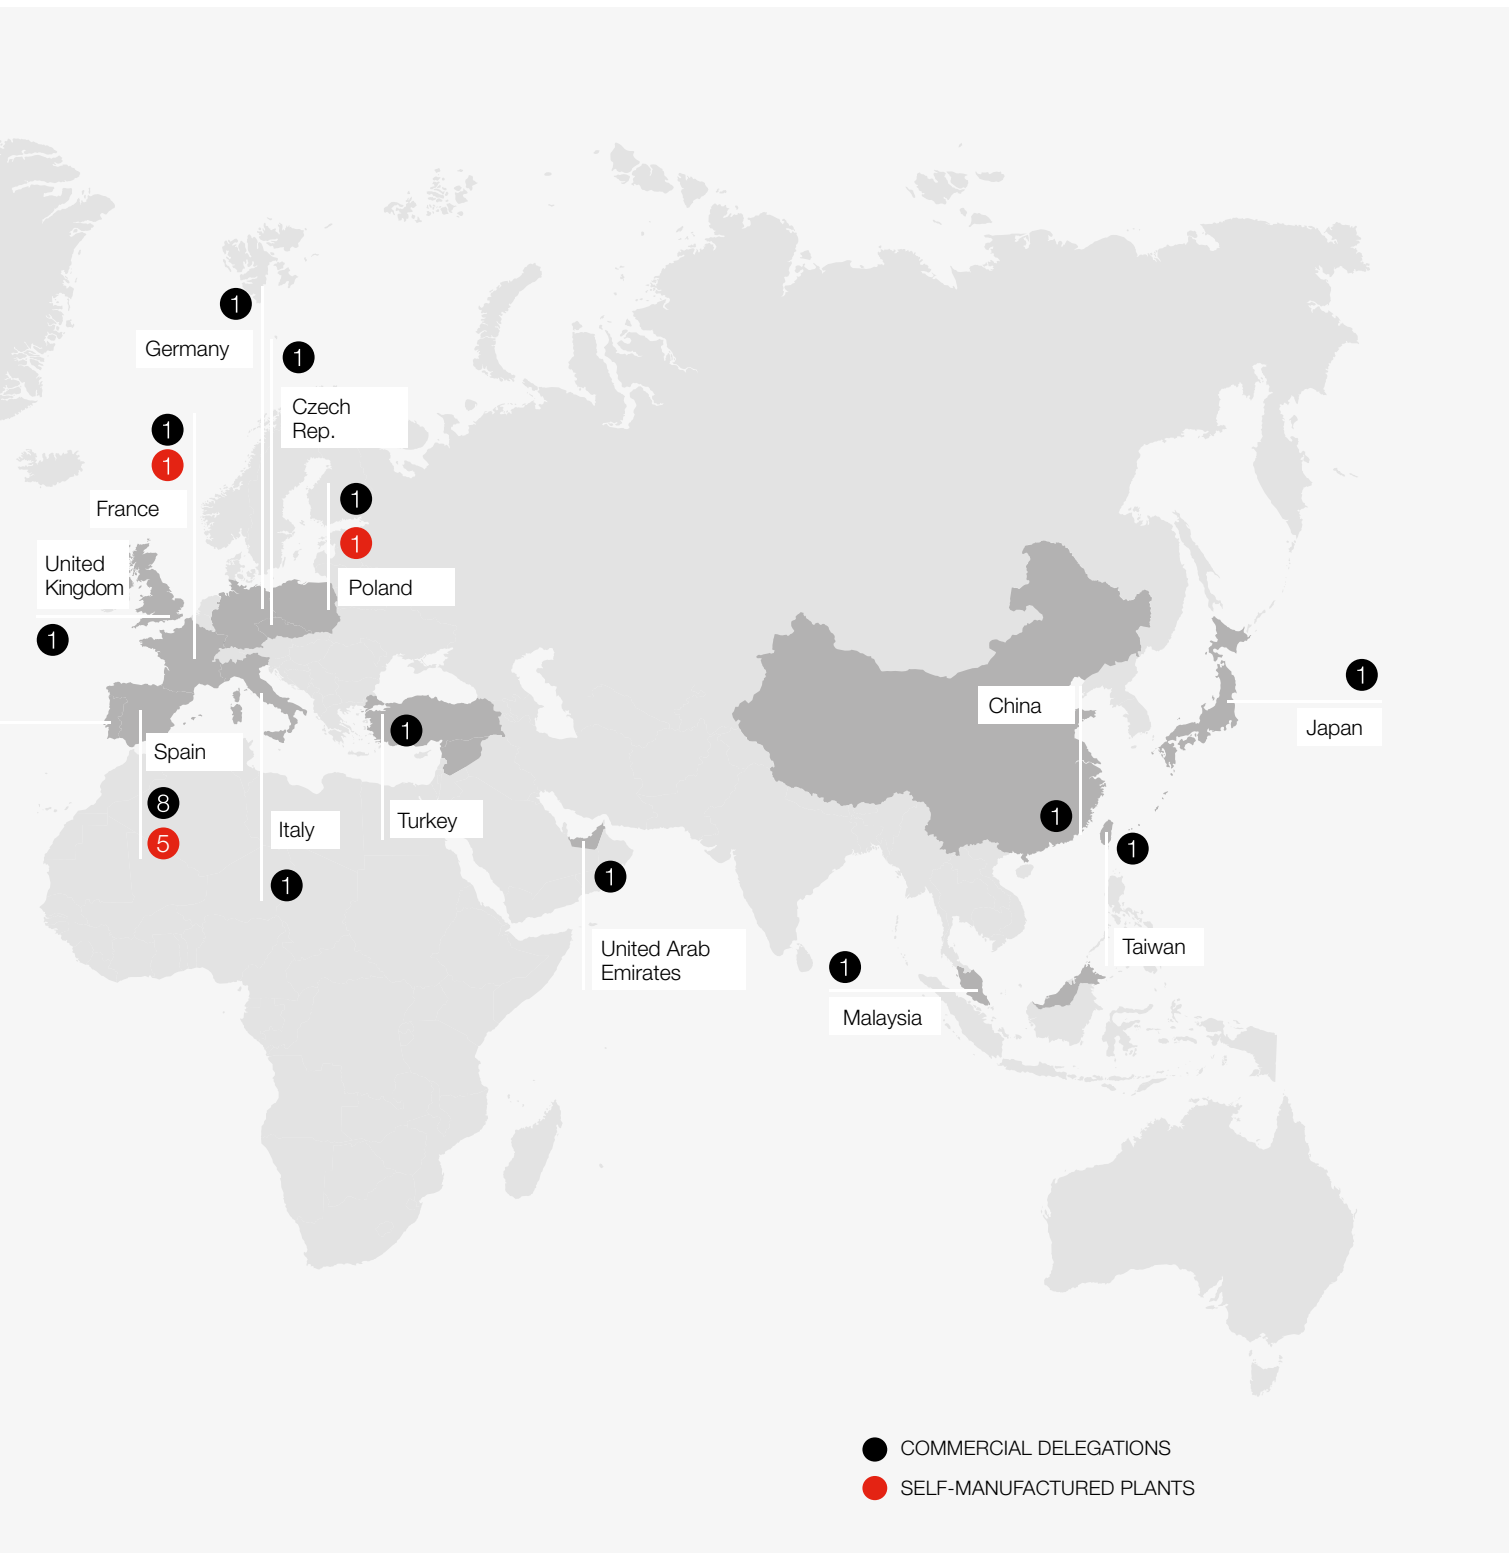 1
Germany
1
Czech
Rep.
1
1
France
1
1
Poland
United
Kingdom
1
Spain
8
5
Italy
1
1
Turkey
1
United Arab
Emirates
China
1
1
Japan
1
Taiwan
1
Malaysia
COMMERCIAL DELEGATIONS
SELF-MANUFACTURED PLANTS